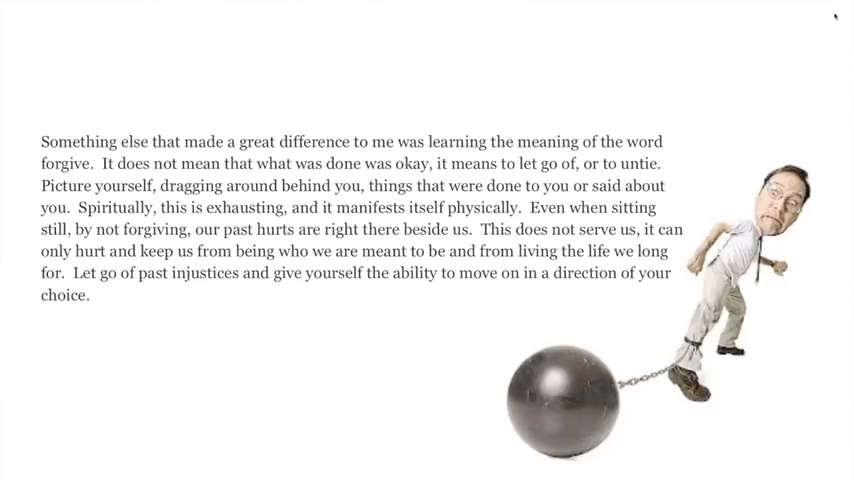 Something else that made a great difference to me was learning the meaning of the word
forgive.  It does not mean that what was done was okay, it means to let go of, or to untie.
Picture yourself, dragging around behind you, things that were done to you or said about
you.  Spiritually, this is exhausting, and it manifests itself physically.  Even when sitting
still, by not forgiving, our past hurts are right there beside us.  This does not serve us, it can
only hurt and keep us from being who we are meant to be and from living the life we long
for.  Let go of past injustices and give yourself the ability to move on in a direction of your
choice.